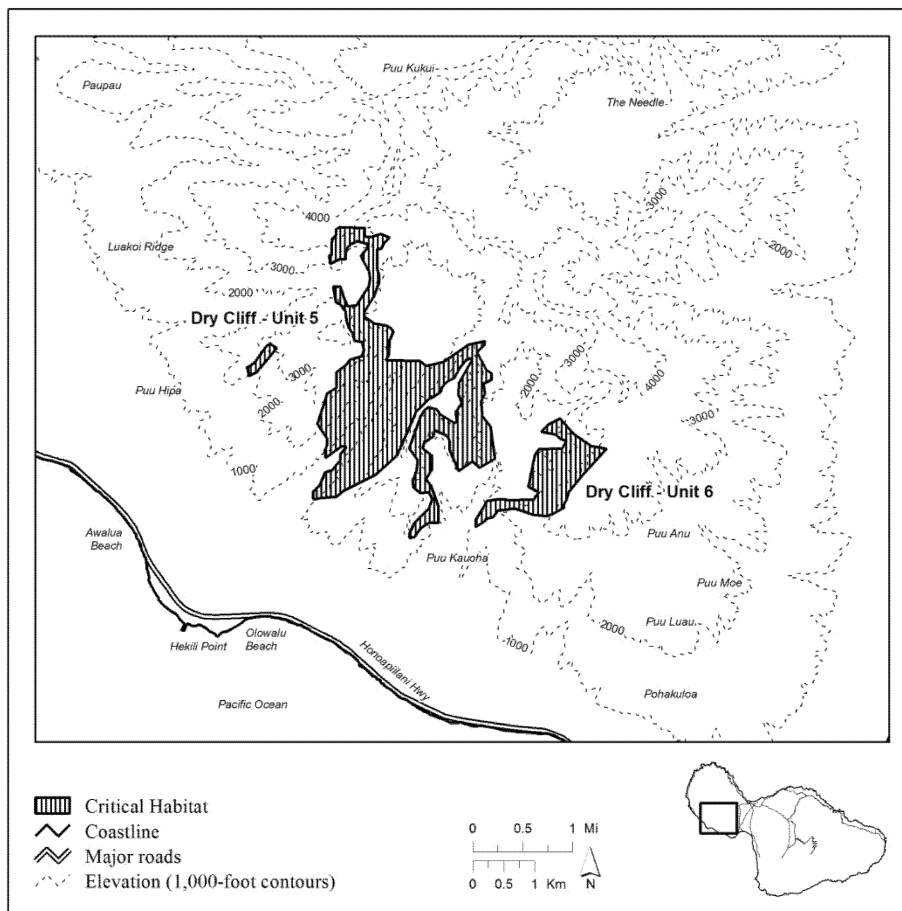 Paupau
Puu Kukui
The Needle
3000
4000
2000
Luakoi Ridge
3000
2000
Dry Cliff - Unit 5
3000
2000
3000
4000
Puu Hipa
2000
3000
1000
Dry Cliff - Unit 6
Awalua
Beach
Puu Anu
Puu Kauoha
Puu Moe
Puu Luau
2000
1000
Hekili Point
Olowalu
Beach
Honoapiilani Hwy
Pohakuloa
Pacific Ocean
Critical Habitat
Coastline
Major roads
Elevation (1,000-foot contours)
0 0.5 1 Mi
0 0.5 1 Km
N